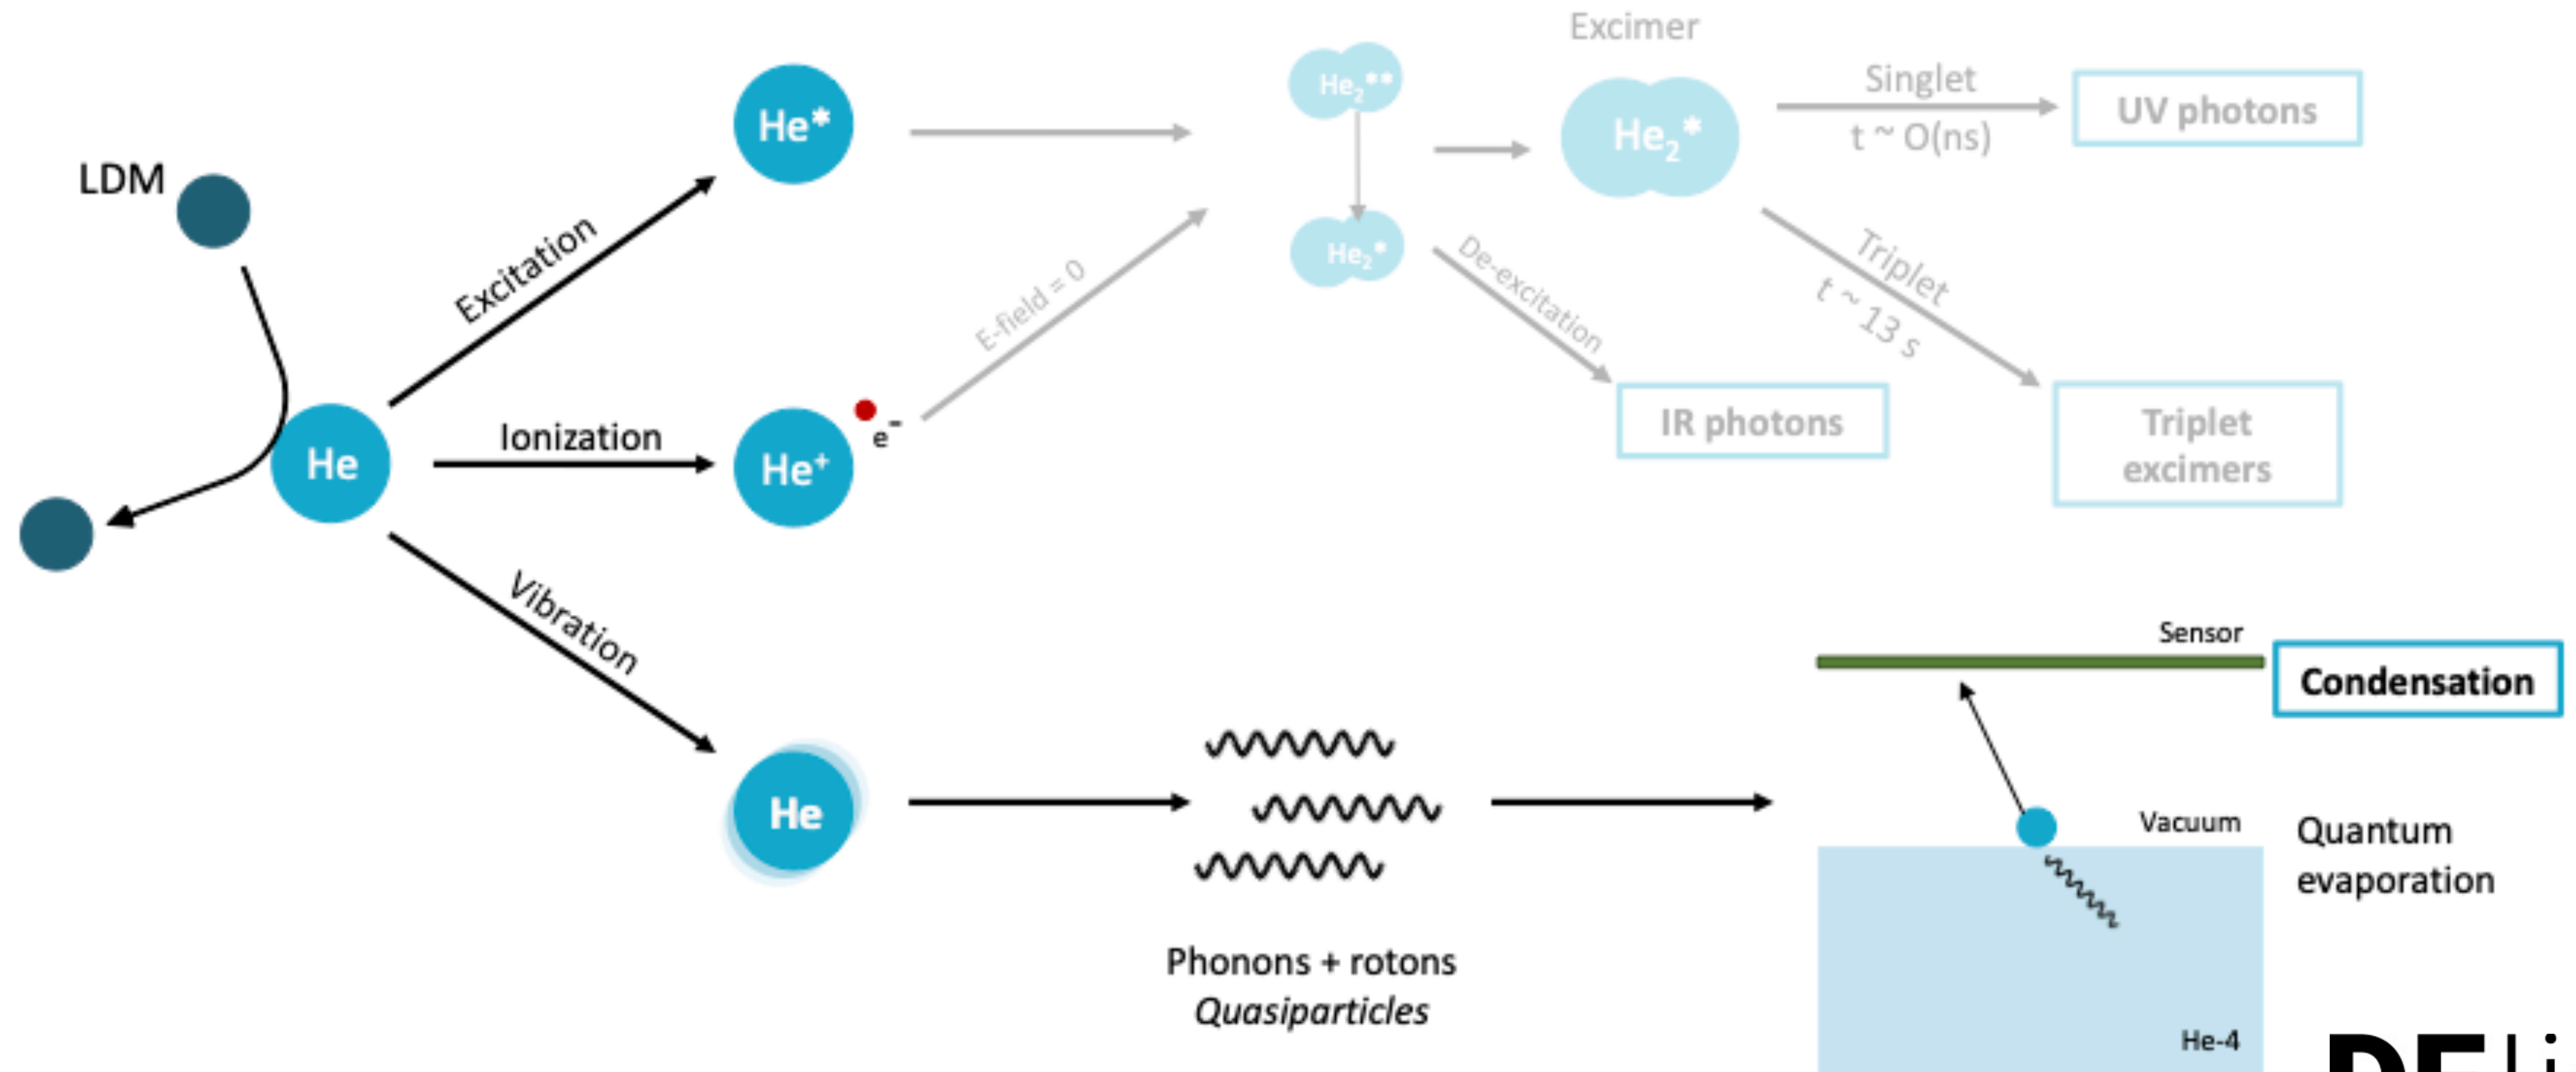 Excimer
He₂**
He*
He₂*
Singlet
t ~ O(ns)
UV photons
LDM
Excitation
E-field = 0
He₂*
De-excitation
Triplet
t ~ 13 s
Ionization
He
He⁺
e⁻
IR photons
Triplet
excimers
Vibration
He
Sensor
Condensation
Vacuum
Quantum
evaporation
Phonons + rotons
Quasiparticles
He-4
DELi